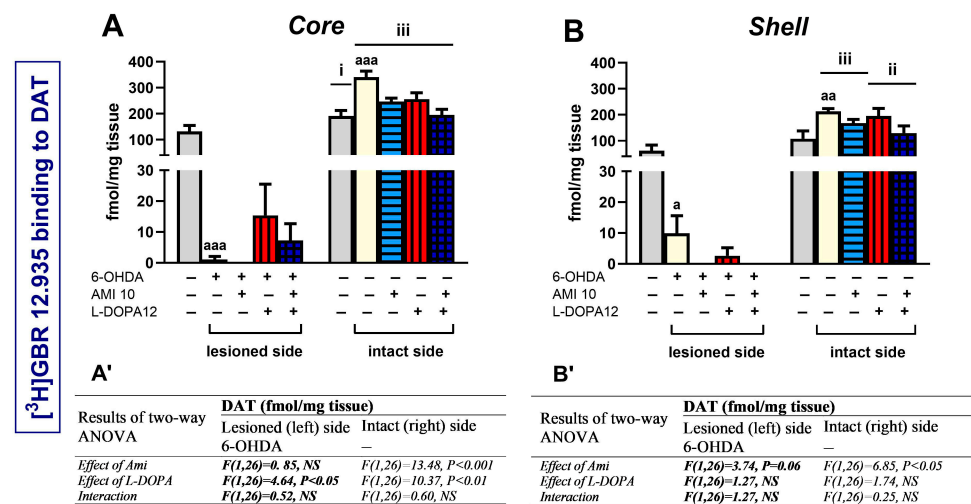 [³H]GBR 12.935 binding to DAT
A
Core
iii
i
aaa
400
300
200
100
30
20
10
0
fmol/mg tissue
aaa
6-OHDA – + + + + – – – – –
AMI 10 – – + – + – – + – +
L-DOPA12 – – – + + – – – + +
lesioned side
intact side
B
Shell
iii
ii
aa
400
300
200
100
30
20
10
0
fmol/mg tissue
a
6-OHDA – + + + + – – – – –
AMI 10 – – + – + – – + – +
L-DOPA12 – – – + + – – – + +
lesioned side
intact side
A'
DAT (fmol/mg tissue)
Results of two-way
ANOVA
Lesioned (left) side
6-OHDA
Intact (right) side
–
Effect of Ami F(1,26)=0. 85, NS F(1,26)=13.48, P<0.001
Effect of L-DOPA F(1,26)=4.64, P<0.05 F(1,26)=10.37, P<0.01
Interaction F(1,26)=0.52, NS F(1,26)=0.60, NS
B'
DAT (fmol/mg tissue)
Results of two-way
ANOVA
Lesioned (left) side
6-OHDA
Intact (right) side
–
Effect of Ami F(1,26)=3.74, P=0.06 F(1,26)=6.85, P<0.05
Effect of L-DOPA F(1,26)=1.27, NS F(1,26)=1.74, NS
Interaction F(1,26)=1.27, NS F(1,26)=0.25, NS